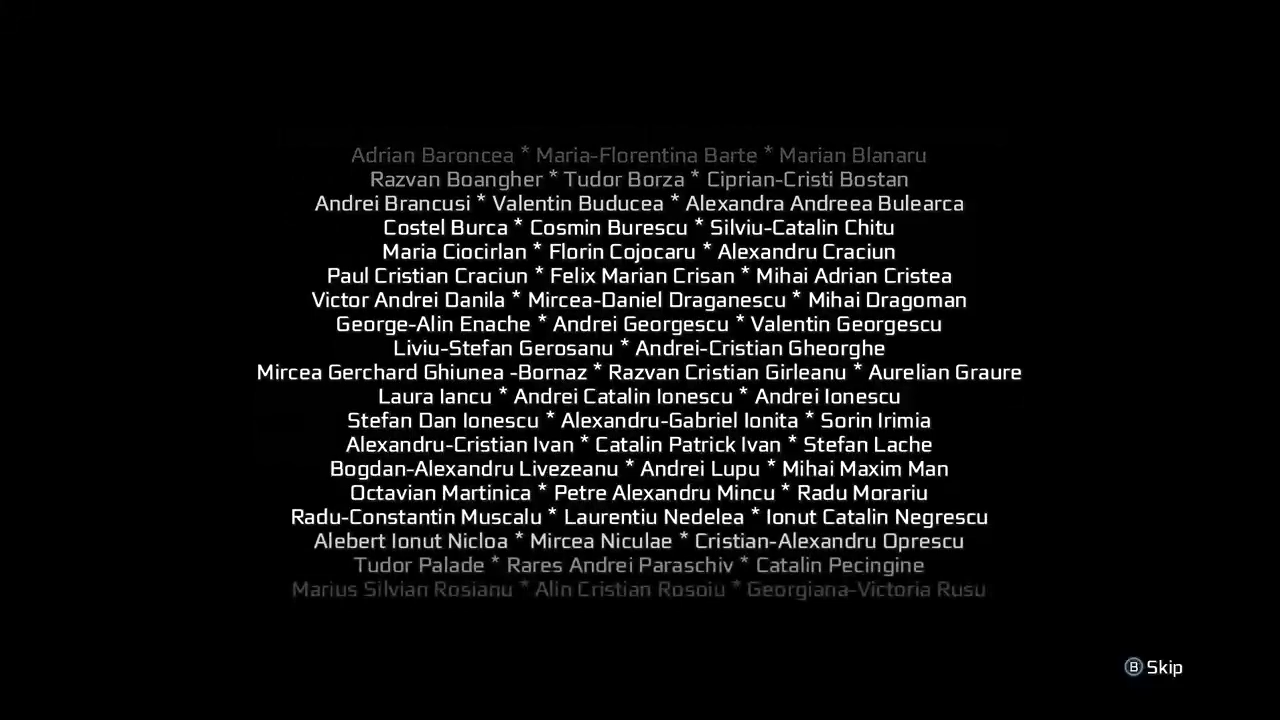 Adrian Baroncea * Maria-Florentina Barte * Marian Blanaru
Razvan Boangher * Tudor Borza * Ciprian-Cristi Bostan
Andrei Brancusi * Valentin Buducea * Alexandra Andreea Bulearca
Costel Burca * Cosmin Burescu * Silviu-Catalin Chitu
Maria Ciocirlan * Florin Cojocaru * Alexandru Craciun
Paul Cristian Craciun * Felix Marian Crisan * Mihai Adrian Cristea
Victor Andrei Danila * Mircea-Daniel Draganescu * Mihai Dragoman
George-Alin Enache * Andrei Georgescu * Valentin Georgescu
Liviu-Stefan Gerosanu * Andrei-Cristian Gheorghe
Mircea Gerchard Ghiunea -Bornaz * Razvan Cristian Girleanu * Aurelian Graure
Laura Iancu * Andrei Catalin Ionescu * Andrei Ionescu
Stefan Dan Ionescu * Alexandru-Gabriel Ionita * Sorin Irimia
Alexandru-Cristian Ivan * Catalin Patrick Ivan * Stefan Lache
Bogdan-Alexandru Livezeanu * Andrei Lupu * Mihai Maxim Man
Octavian Martinica * Petre Alexandru Mincu * Radu Morariu
Radu-Constantin Muscalu * Laurentiu Nedelea * Ionut Catalin Negrescu
Alebert Ionut Nicloa * Mircea Niculae * Cristian-Alexandru Oprescu
Tudor Palade * Rares Andrei Paraschiv * Catalin Pecingine
Marius Silvian Rosianu * Alin Cristian Rosoiu * Georgiana-Victoria Rusu
B Skip